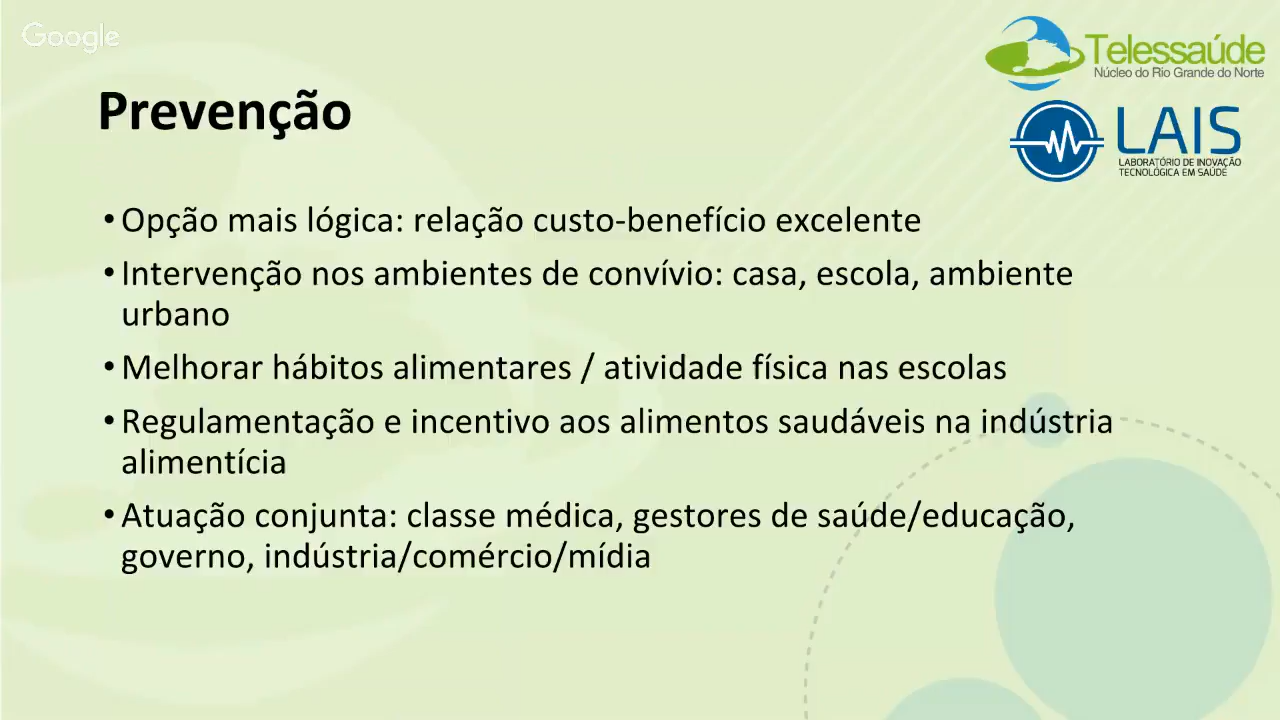 Google
Telessaúde
Núcleo do Rio Grande do Norte
LAIS
LABORATÓRIO DE INOVAÇÃO
TECNOLÓGICA EM SAÚDE
Prevenção
•Opção mais lógica: relação custo-benefício excelente
•Intervenção nos ambientes de convívio: casa, escola, ambiente
urbano
•Melhorar hábitos alimentares / atividade física nas escolas
•Regulamentação e incentivo aos alimentos saudáveis na indústria
alimentícia
•Atuação conjunta: classe médica, gestores de saúde/educação,
governo, indústria/comércio/mídia